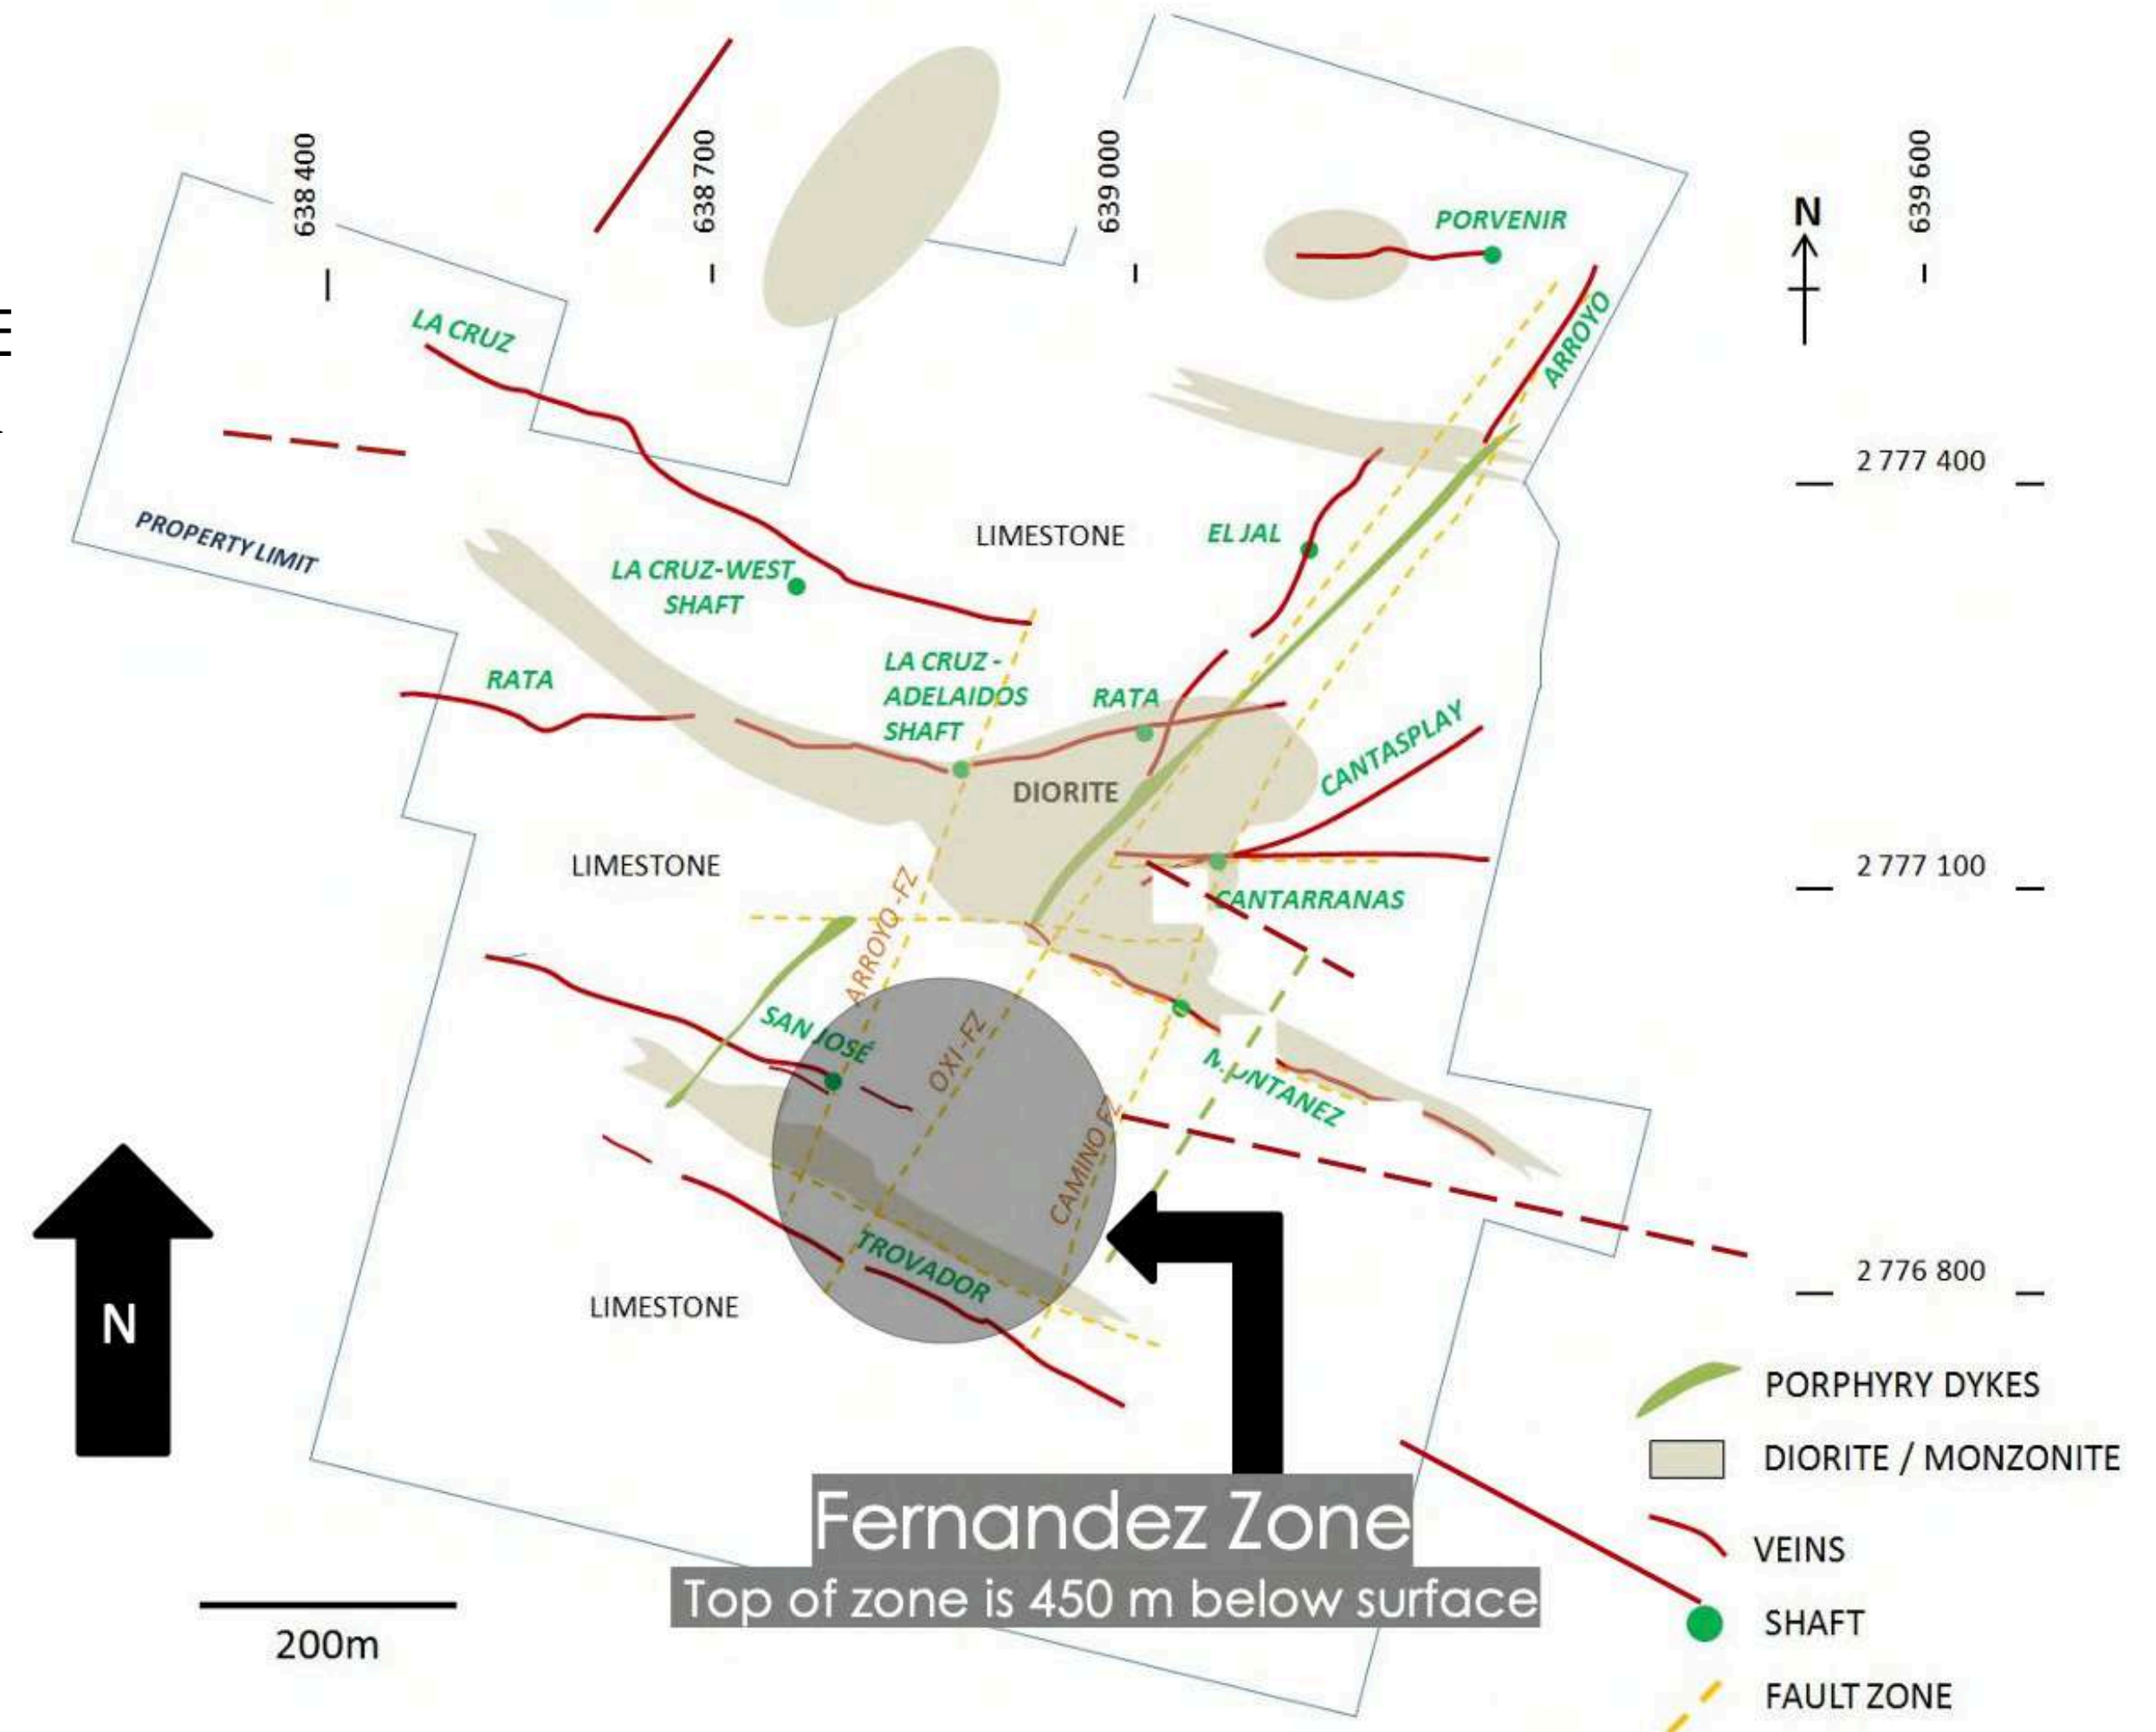 638 400
638 700
639 000
639 600
N
PORVENIR
ARROYO
LA CRUZ
2 777 400
PROPERTY LIMIT
LIMESTONE
EL JAL
LA CRUZ-WEST
SHAFT
LA CRUZ -
ADELAIDOS
SHAFT
RATA
RATA
CANTASPLAY
DIORITE
LIMESTONE
2 777 100
CANTARRANAS
ARROYO -FZ
SAN JOSÉ
OXI-FZ
MONTANEZ
CAMINO FZ
TROVADOR
2 776 800
LIMESTONE
N
PORPHYRY DYKES
DIORITE / MONZONITE
VEINS
SHAFT
FAULT ZONE
Fernandez Zone
Top of zone is 450 m below surface
200m